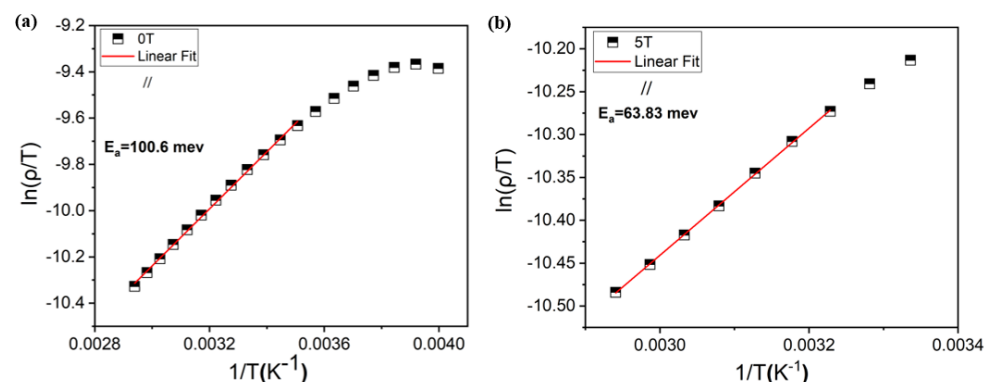 (a)
0T
Linear Fit
//
Ea=100.6 mev
-9.2
-9.4
-9.6
-9.8
-10.0
-10.2
-10.4
ln(ρ/T)
0.0028
0.0032
0.0036
0.0040
1/T(K-1)
(b)
5T
Linear Fit
//
Ea=63.83 mev
-10.20
-10.25
-10.30
-10.35
-10.40
-10.45
-10.50
ln(ρ/T)
0.0030
0.0032
0.0034
1/T(K-1)